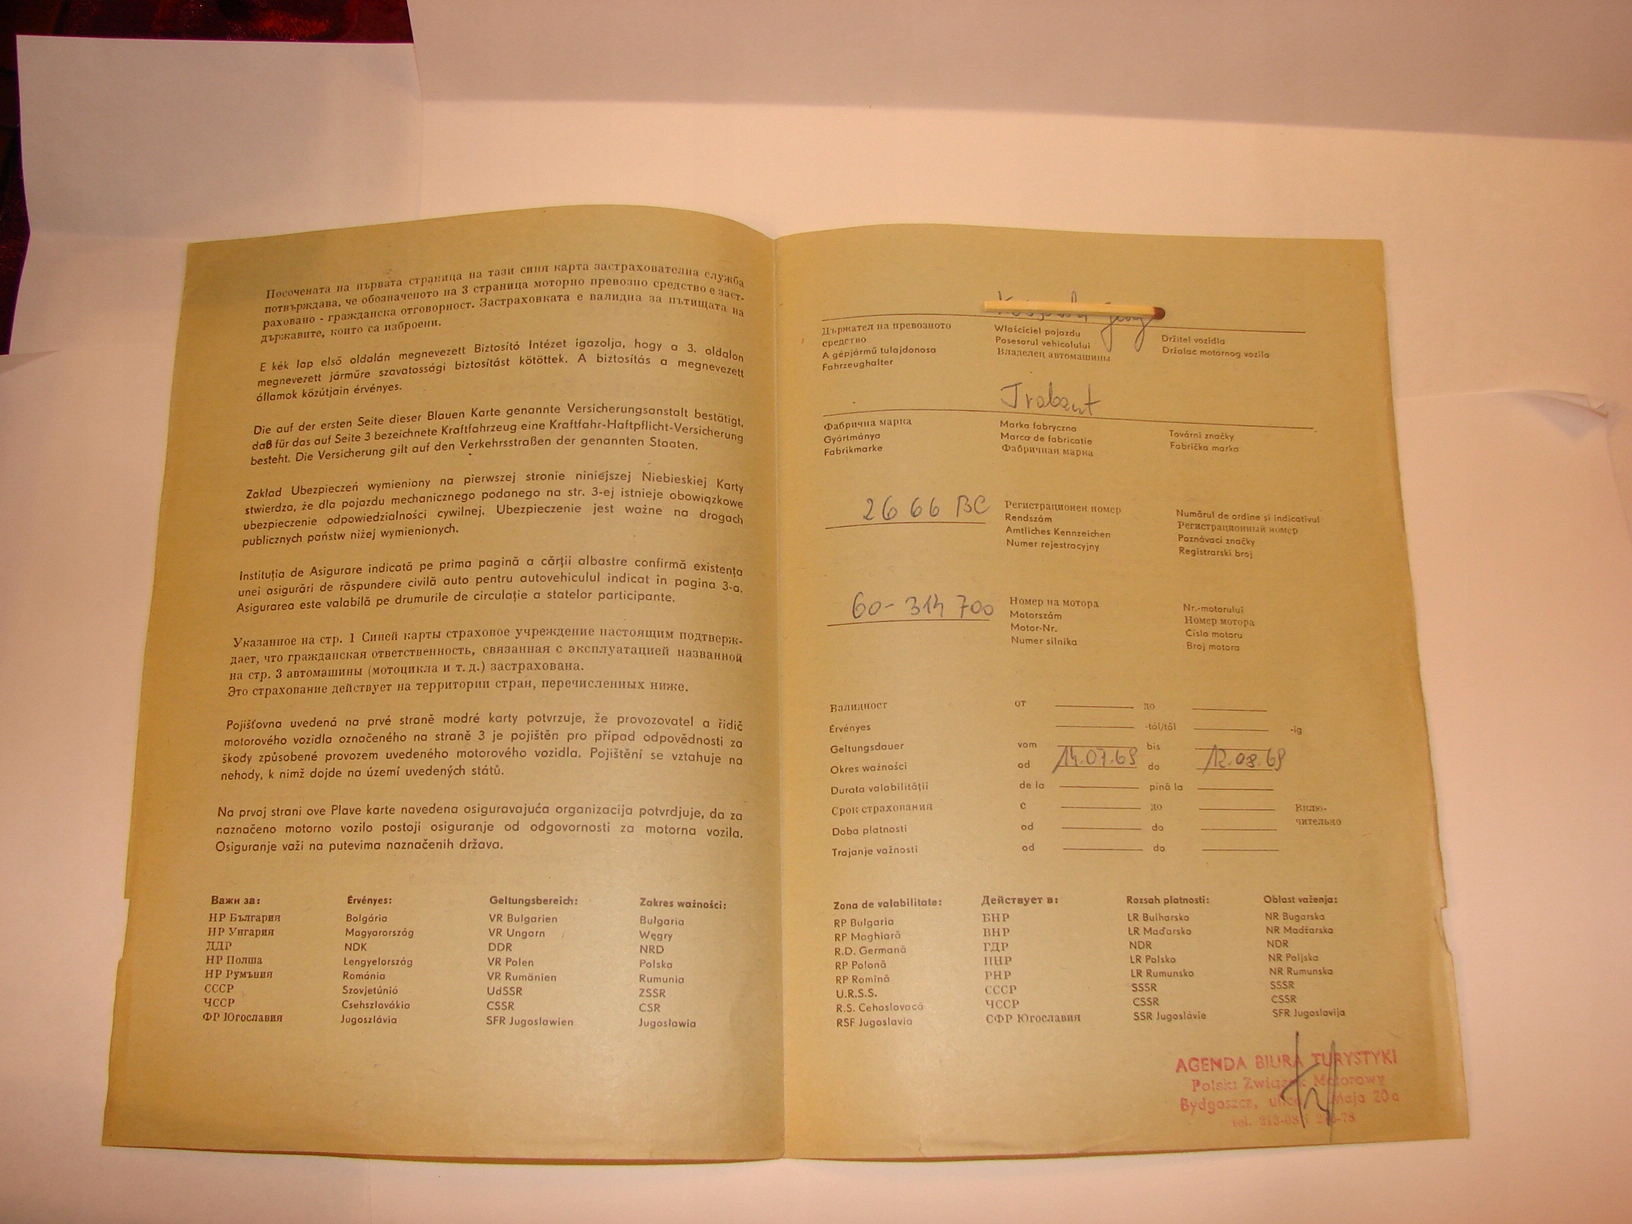 Посочената на първата страница на тази синя карта застрахователна служба
потвърждава, че обозначеното на 3 страница моторно превозно средство е заст-
раховано - гражданска отговорност. Застраховката е валидна за пътищата на
държавите, които са изброени.
E kék lap első oldalán megnevezett Biztosító Intézet igazolja, hogy a 3. oldalon
megnevezett járműre szavatossági biztosítást kötöttek. A biztosítás a megnevezett
államok közútjain érvényes.
Die auf der ersten Seite dieser Blauen Karte genannte Versicherungsanstalt bestätigt,
daß für das auf Seite 3 bezeichnete Kraftfahrzeug eine Kraftfahr-Haftpflicht-Versicherung
besteht. Die Versicherung gilt auf den Verkehrsstraßen der genannten Staaten.
Zakład Ubezpieczeń wymieniony na pierwszej stronie niniejszej Niebieskiej Karty
stwierdza, że dla pojazdu mechanicznego podanego na str. 3-ej istnieje obowiązkowe
ubezpieczenie odpowiedzialności cywilnej. Ubezpieczenie jest ważne na drogach
publicznych państw niżej wymienionych.
Instituția de Asigurare indicată pe prima pagină a cărții albastre confirmă existența
unei asigurări de răspundere civilă auto pentru autovehiculul indicat in pagina 3-a.
Asigurarea este valabilă pe drumurile de circulație a statelor participante.
Указанное на стр. 1 Синей карты страховое учреждение настоящим подтверж-
дает, что гражданская ответственность, связанная с эксплуатацией названной
на стр. 3 автомашины (мотоцикла и т. д.) застрахована.
Это страхование действует на территории стран, перечисленных ниже.
Pojišťovna uvedená na prvé straně modré karty potvrzuje, že provozovatel a řidič
motorového vozidla označeného na straně 3 je pojištěn pro případ odpovědnosti za
škody způsobené provozem uvedeného motorového vozidla. Pojištění se vztahuje na
nehody, k nimž dojde na území uvedených států.
Na prvoj strani ove Plave karte navedena osiguravajuća organizacija potvrdjuje, da za
naznačeno motorno vozilo postoji osiguranje od odgovornosti za motorna vozila.
Osiguranje važi na putevima naznačenih država.
Важи за: Érvényes: Geltungsbereich: Zakres ważności:
НР България Bolgária VR Bulgarien Bułgaria
НР Унгария Magyarország VR Ungarn Węgry
ДДР NDK DDR NRD
НР Полша Lengyelország VR Polen Polska
НР Румъния Románia VR Rumänien Rumunia
СССР Szovjetúnió UdSSR ZSSR
ЧССР Csehszlovákia CSSR CSR
ФР Югославия Jugoszlávia SFR Jugoslawien Jugosławia
Държател на превозното Właściciel pojazdu Držitel vozidla
средство Posesorul vehicolului Držalac motórnog vozila
A gépjármű tulajdonosa Владелец автомашины
Fahrzeughalter
Trabant
Фабрична марка Marka fabryczna Tovární značky
Gyártmánya Marca de fabricatie Fabrička marka
Fabrikmarke Фабричная марка
26 66 BC Регистрационен номер Numărul de ordine și indicativul
Rendszám Регистрационный номер
Amtliches Kennzeichen Poznávací značky
Numer rejestracyjny Registrarski broj
60-314 700 Номер на мотора Nr.-motorului
Motorszám Номер мотора
Motor-Nr. Číslo motoru
Numer silnika Broj motora
Валидност от до
Érvényes -tól/től -ig
Geltungsdauer vom bis
Okres ważności od 14.07.69 do 12.08.69
Durata valabilității de la pină la
Срок страхования с до Вклю-
чительно
Doba platnosti od do
Trajanje važnosti od do
Zona de valabilitate: Действует в: Rozsah platnosti: Oblast važenja:
RP Bulgaria БНР LR Bulharsko NR Bugarska
RP Maghiară ВНР LR Maďarsko NR Madžarska
R.D. Germană ГДР NDR NDR
RP Polonă ПНР LR Polsko NR Poljska
RP Romînă РНР LR Rumunsko NR Rumunska
U.R.S.S. СССР SSSR SSSR
R.S. Cehoslovacă ЧССР CSSR CSSR
RSF Jugoslavia СФР Югославия SSR Jugoslávie SFR Jugoslavija
AGENDA BIURA TURYSTYKI
Polski Związek Motorowy
Bydgoszcz, Maja 20a
tel.